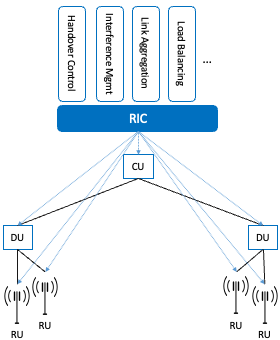 Handover Control
Interference Mgmt
Link Aggregation
Load Balancing
...
RIC
CU
DU
DU
RU
RU
RU
RU